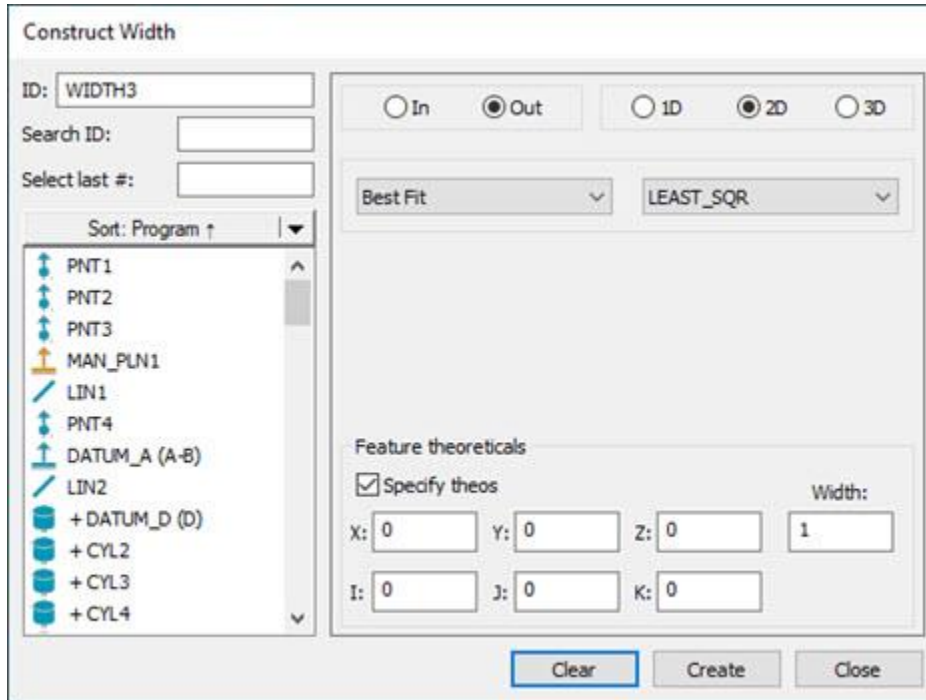 Construct Width
ID: WIDTH3
Search ID:
Select last #:
Sort: Program ↑
PNT1
PNT2
PNT3
MAN_PLN1
LIN1
PNT4
DATUM_A (A-B)
LIN2
+ DATUM_D (D)
+ CYL2
+ CYL3
+ CYL4
In Out 1D 2D 3D
Best Fit LEAST_SQR
Feature theoreticals
Specify theos
Width:
X: 0 Y: 0 Z: 0 1
I: 0 J: 0 K: 0
Clear Create Close